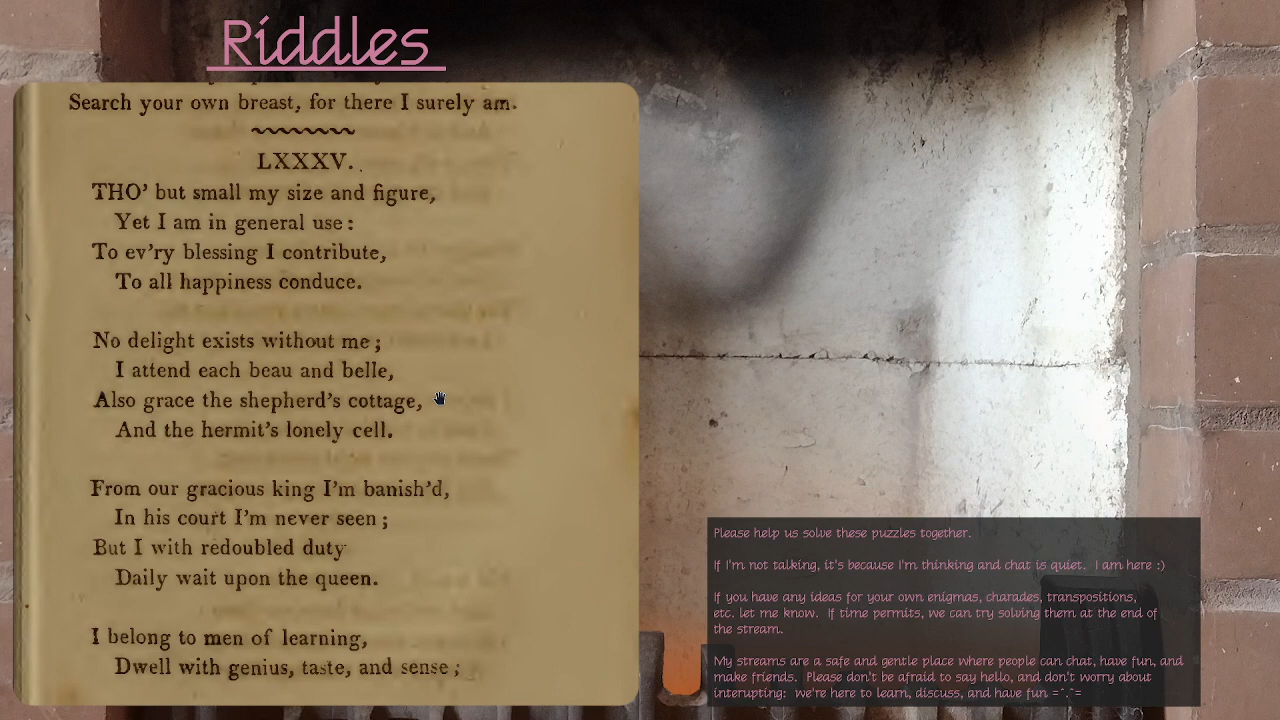 Riddles
Search your own breast, for there I surely am.
LXXXV.
THO' but small my size and figure,
Yet I am in general use:
To ev'ry blessing I contribute,
To all happiness conduce.
No delight exists without me;
I attend each beau and belle,
Also grace the shepherd's cottage,
And the hermit's lonely cell.
From our gracious king I'm banish'd,
In his court I'm never seen;
But I with redoubled duty
Daily wait upon the queen.
I belong to men of learning,
Dwell with genius, taste, and sense;
Please help us solve these puzzles together.
If I'm not talking, it's because I'm thinking and chat is quiet. I am here :)
If you have any ideas for your own enigmas, charades, transpositions,
etc. let me know. If time permits, we can try solving them at the end of
the stream.
My streams are a safe and gentle place where people can chat, have fun, and
make friends. Please don't be afraid to say hello, and don't worry about
interupting: we're here to learn, discuss, and have fun =^.^=